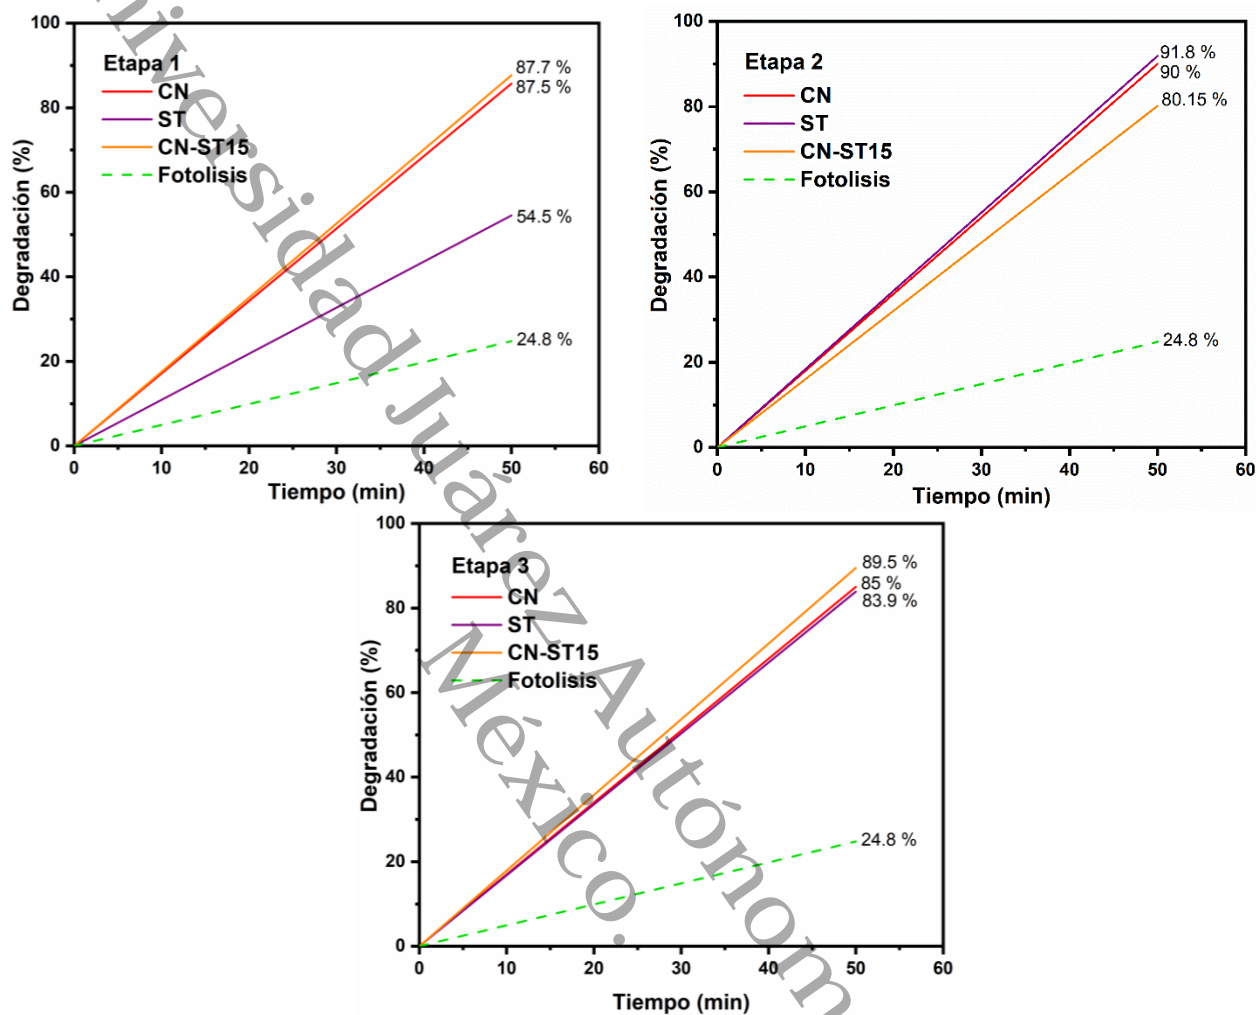 100
80
60
40
20
0
0 10 20 30 40 50 60
Degradación (%)
Tiempo (min)
Etapa 1
CN
ST
CN-ST15
Fotolisis
87.7 %
87.5 %
54.5 %
24.8 %
100
80
60
40
20
0
0 10 20 30 40 50 60
Degradación (%)
Tiempo (min)
Etapa 2
CN
ST
CN-ST15
Fotolisis
91.8 %
90 %
80.15 %
24.8 %
100
80
60
40
20
0
0 10 20 30 40 50 60
Degradación (%)
Tiempo (min)
Etapa 3
CN
ST
CN-ST15
Fotolisis
89.5 %
85 %
83.9 %
24.8 %
niversidad Juárez Autónom
México.